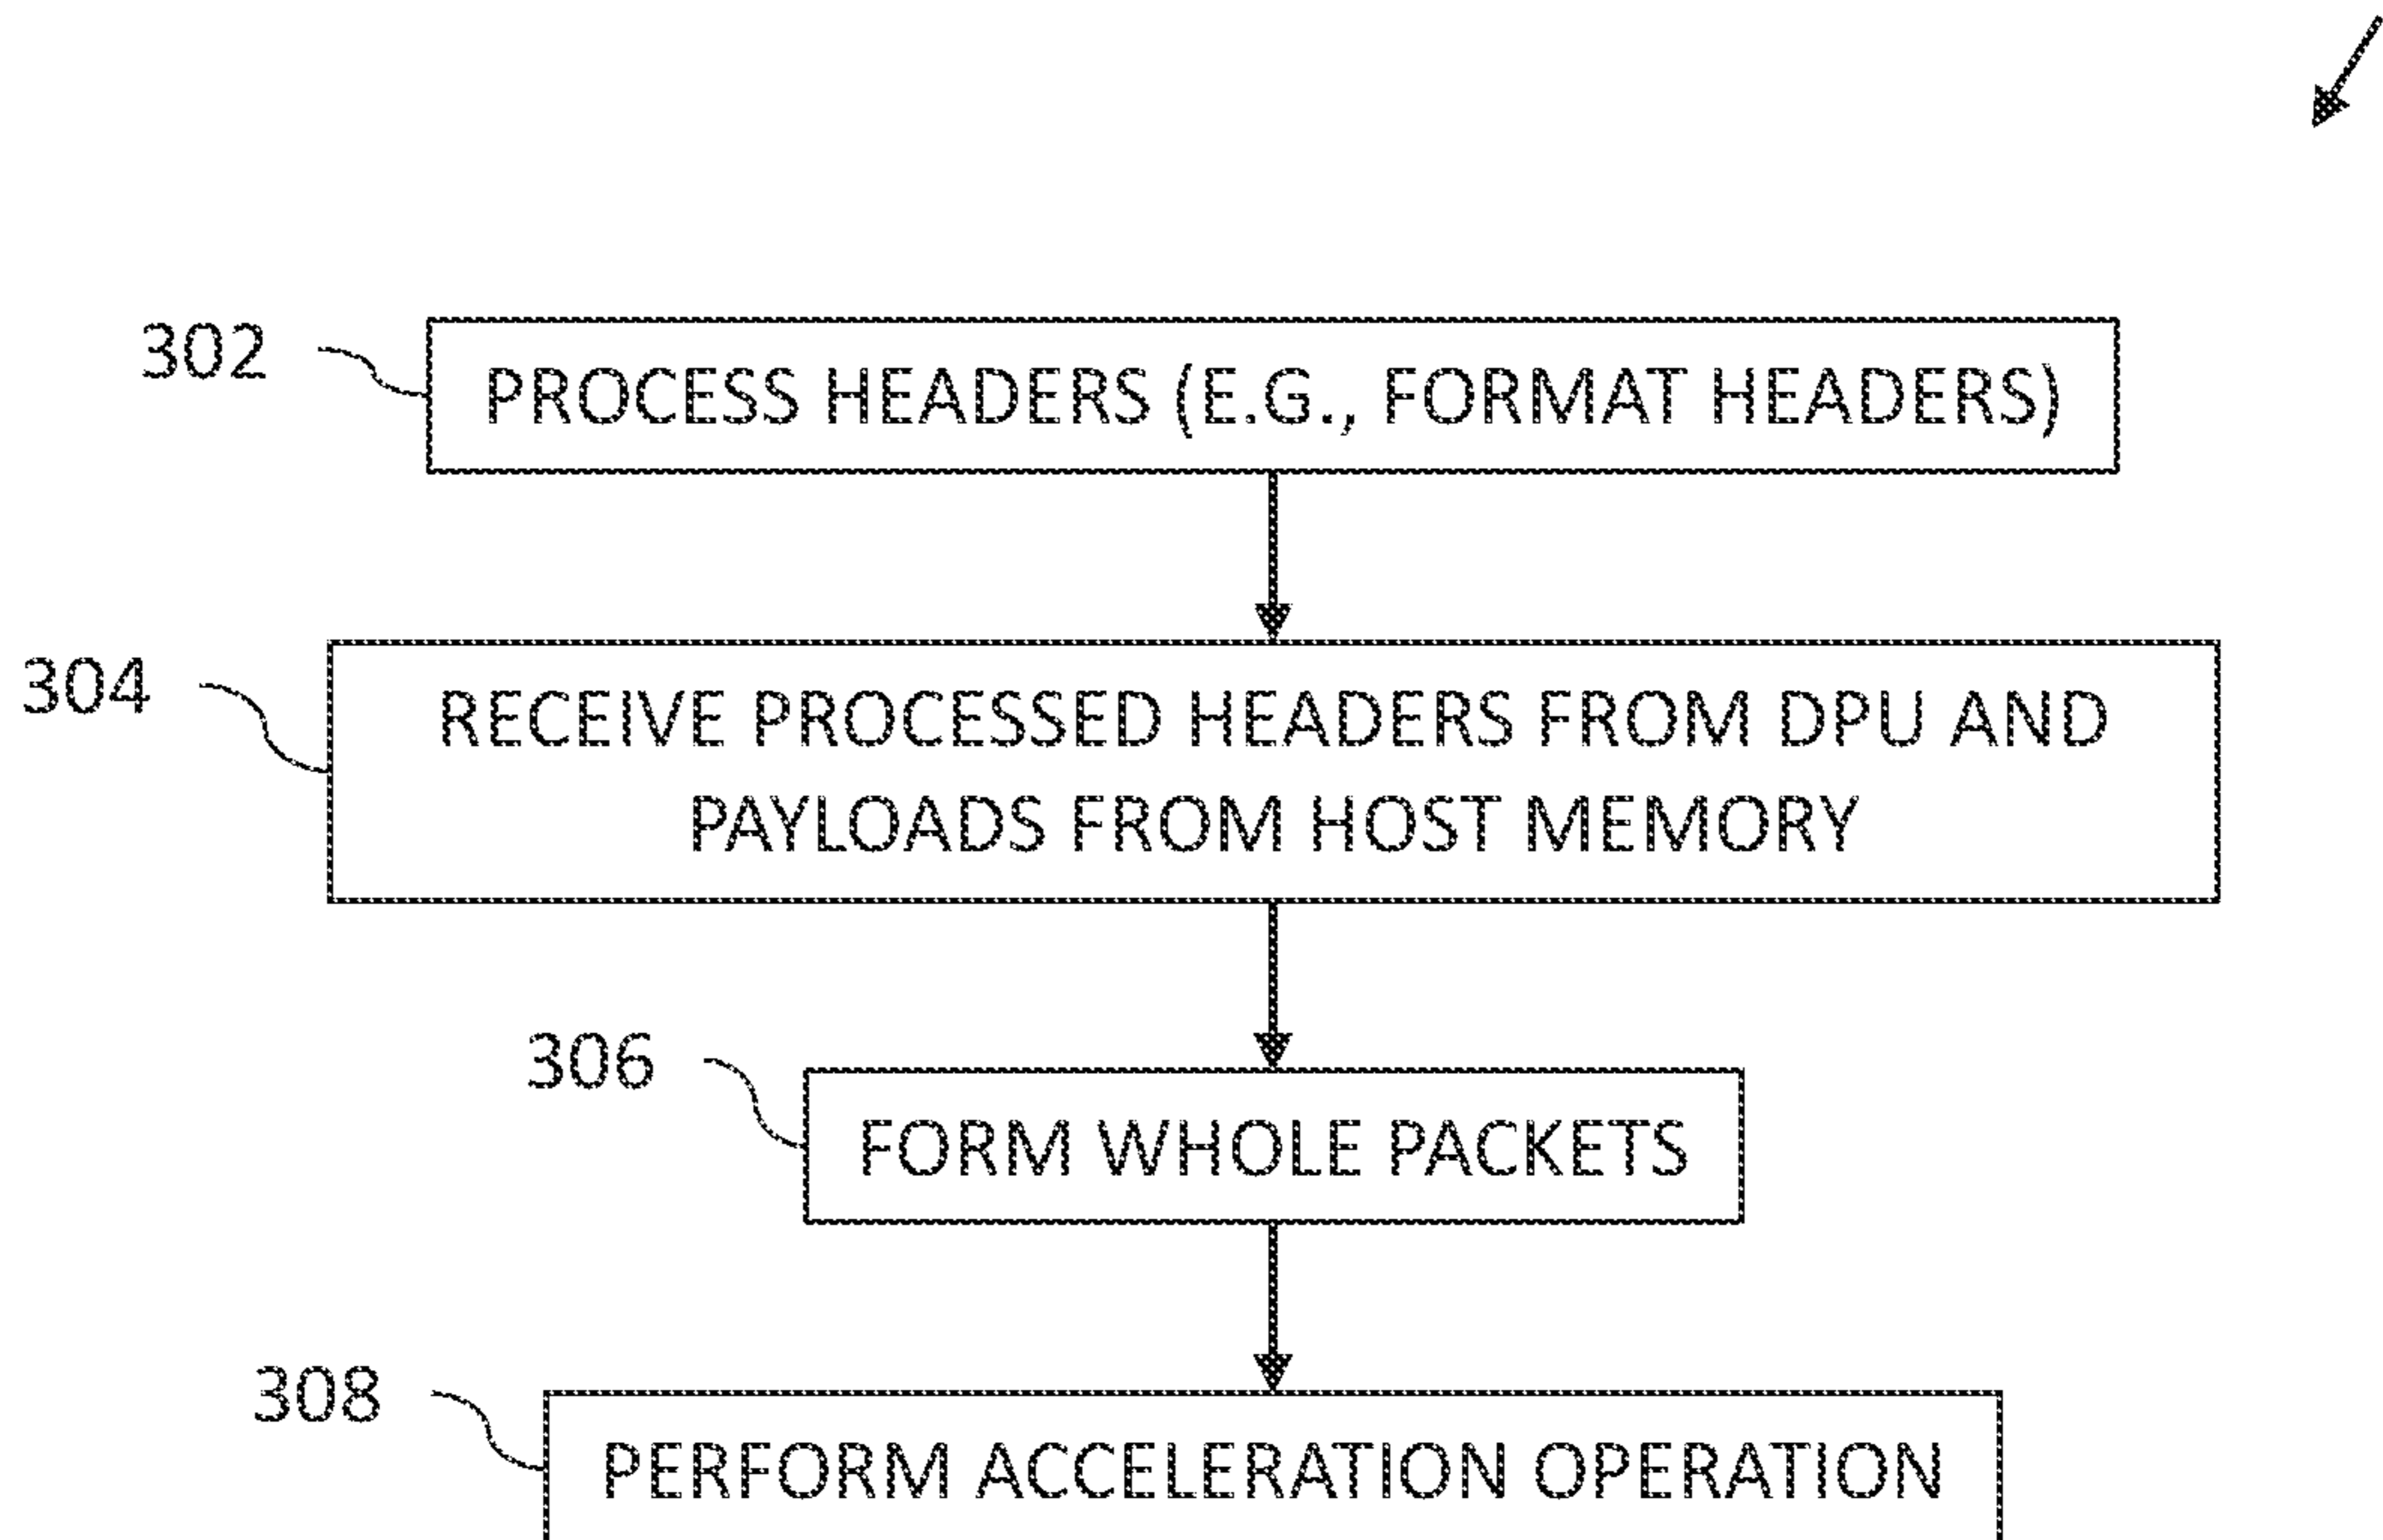 302
PROCESS HEADERS (E.G., FORMAT HEADERS)
304
RECEIVE PROCESSED HEADERS FROM DPU AND
PAYLOADS FROM HOST MEMORY
306
FORM WHOLE PACKETS
308
PERFORM ACCELERATION OPERATION